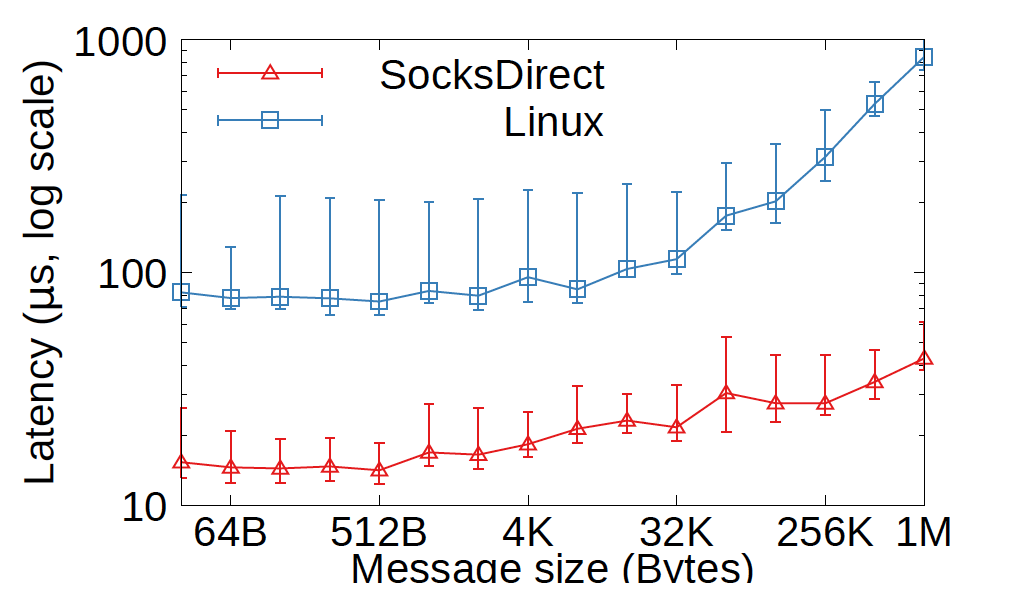 1000
SocksDirect
Linux
Latency (µs, log scale)
100
10
64B 512B 4K 32K 256K 1M
Message size (Bytes)